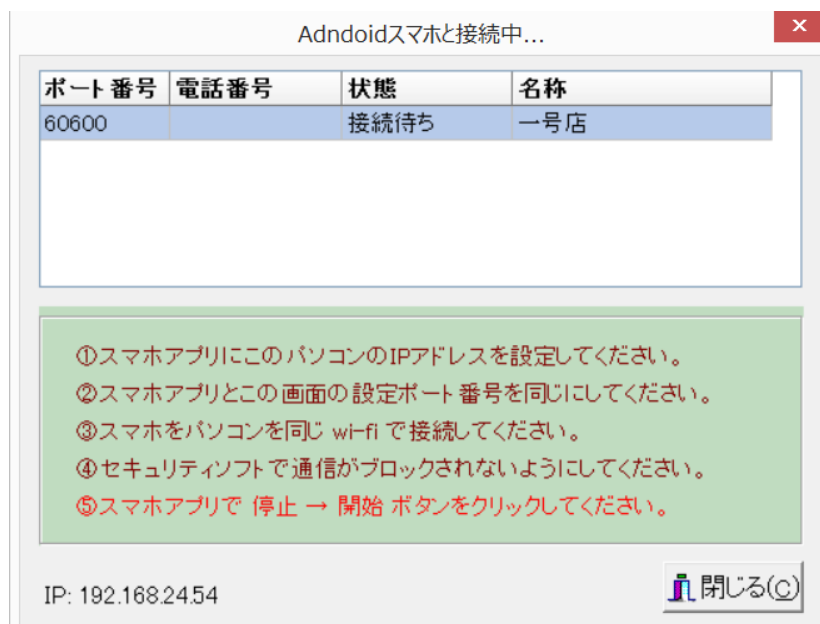 Adndoidスマホと接続中...
ポート番号 電話番号 状態 名称
60600 接続待ち 一号店
①スマホアプリにこのパソコンのIPアドレスを設定してください。
②スマホアプリとこの画面の設定ポート番号を同じにしてください。
③スマホをパソコンを同じ wi-fi で接続してください。
④セキュリティソフトで通信がブロックされないようにしてください。
⑤スマホアプリで 停止 → 開始 ボタンをクリックしてください。
IP: 192.168.24.54
閉じる(C)